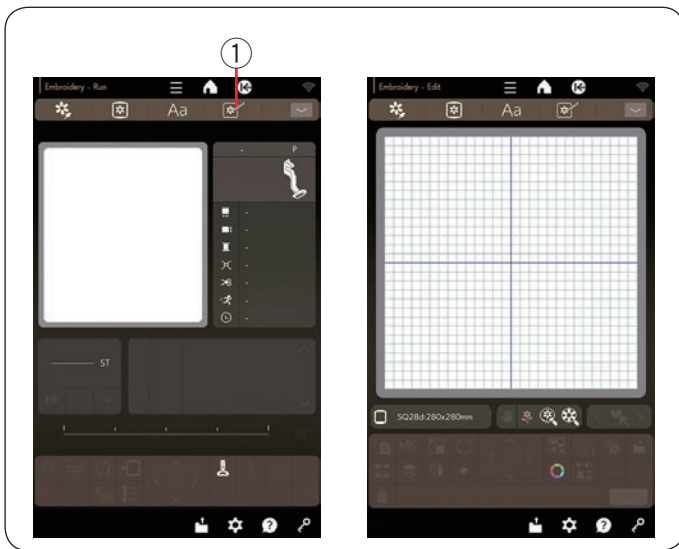 1
Embroidery - Run
Aa
- P
-
-
-
-
-
-
-
ST
Embroidery - Edit
Aa
SQ28d:280x280mm